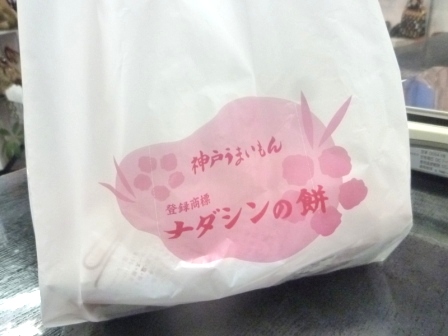 神戸うまいもん
登録商標
ナダシンの餅